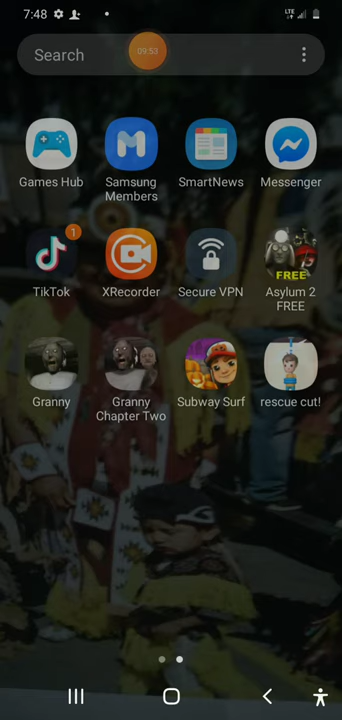 7:48
LTE
Search
09:53
Games Hub
Samsung
Members
SmartNews
Messenger
1
TikTok
XRecorder
Secure VPN
FREE
Asylum 2
FREE
Granny
Granny
Chapter Two
Subway Surf
rescue cut!